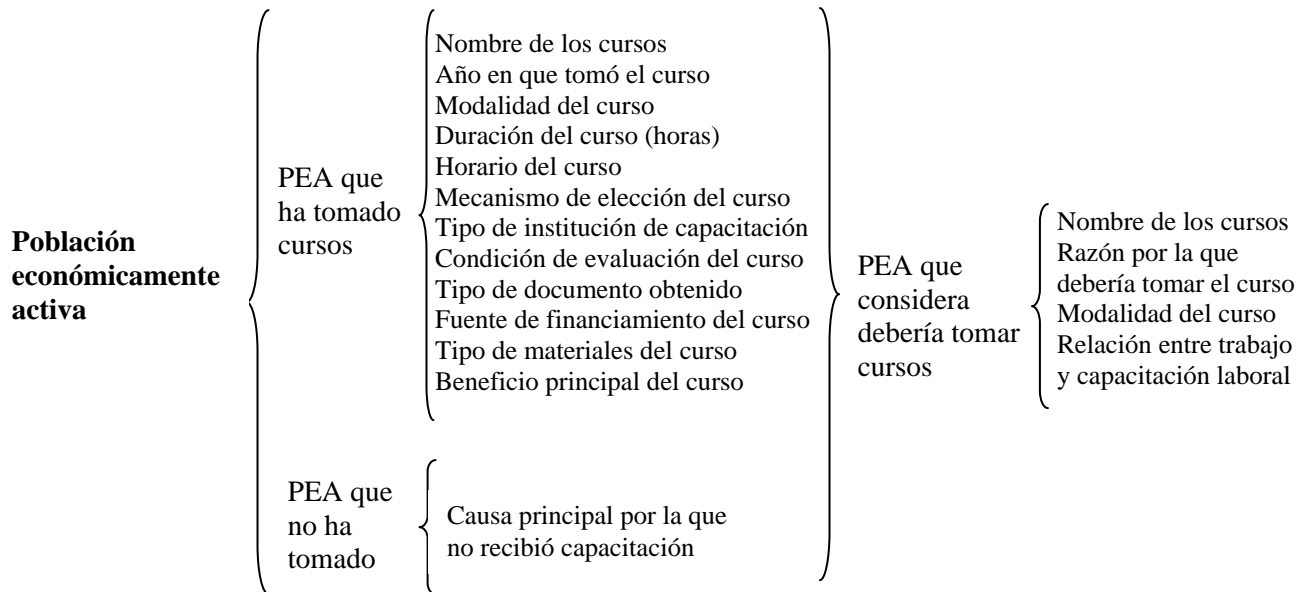 Población
económicamente
activa
PEA que
ha tomado
cursos
Nombre de los cursos
Año en que tomó el curso
Modalidad del curso
Duración del curso (horas)
Horario del curso
Mecanismo de elección del curso
Tipo de institución de capacitación
Condición de evaluación del curso
Tipo de documento obtenido
Fuente de financiamiento del curso
Tipo de materiales del curso
Beneficio principal del curso
PEA que
no ha
tomado
Causa principal por la que
no recibió capacitación
PEA que
considera
debería tomar
cursos
Nombre de los cursos
Razón por la que
debería tomar el curso
Modalidad del curso
Relación entre trabajo
y capacitación laboral